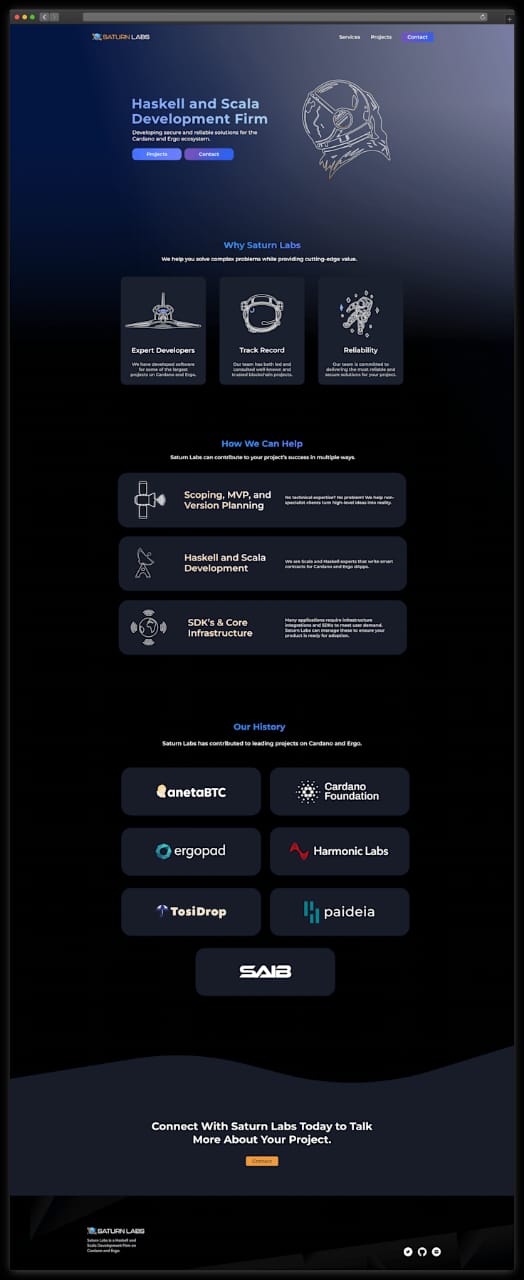 SATURN LABS
Services
Projects
Contact
Haskell and Scala
Development Firm
Developing secure and reliable solutions for the
Cardano and Ergo ecosystem.
Projects
Contact
Why Saturn Labs
We help you solve complex problems while providing cutting-edge value.
Expert Developers
We have developed software
for some of the largest
projects on Cardano and Ergo.
Track Record
Our team has both led and
consulted well-known and
trusted blockchain projects.
Reliability
Our team is committed to
delivering the most reliable and
secure solutions for your project.
How We Can Help
Saturn Labs can contribute to your project's success in multiple ways.
Scoping, MVP, and
Version Planning
No technical expertise? No problem! We help non-
specialist clients turn high-level ideas into reality.
Haskell and Scala
Development
We are Scala and Haskell experts that write smart
contracts for Cardano and Ergo dApps.
SDK's & Core
Infrastructure
Many applications require infrastructure
integrations and SDKs to meet user demand.
Saturn Labs can manage these to ensure your
product is ready for adoption.
Our History
Saturn Labs has contributed to leading projects on Cardano and Ergo.
anetaBTC
Cardano
Foundation
ergopad
Harmonic Labs
TosiDrop
paideia
SAIB
Connect With Saturn Labs Today to Talk
More About Your Project.
Contact
SATURN LABS
Saturn Labs is a Haskell and
Scala Development Firm on
Cardano and Ergo